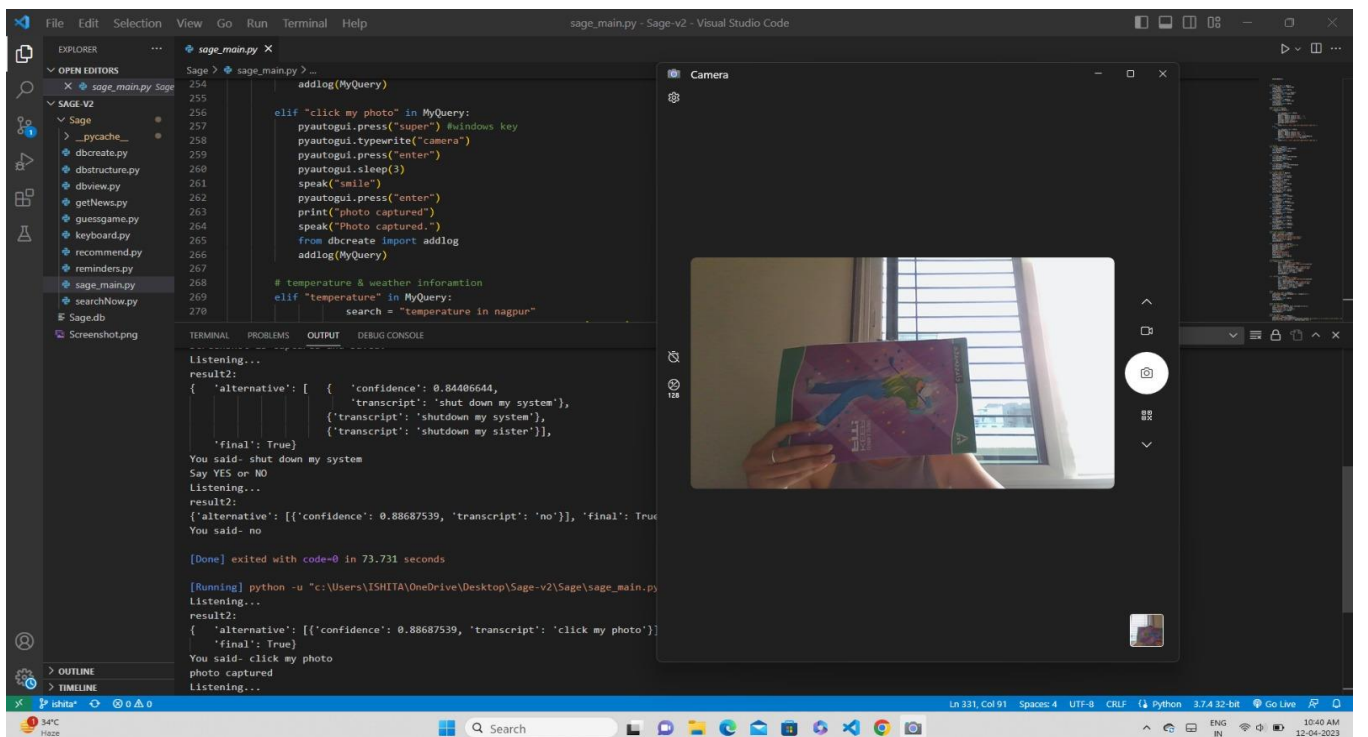 File Edit Selection View Go Run Terminal Help
sage_main.py - Sage-v2 - Visual Studio Code
EXPLORER
OPEN EDITORS
sage_main.py Sage
SAGE-V2
Sage
__pycache__
dbcreate.py
dbstructure.py
dbview.py
getNews.py
guessgame.py
keyboard.py
recommend.py
reminders.py
sage_main.py
searchNow.py
Sage.db
Screenshot.png
OUTLINE
TIMELINE
sage_main.py
Sage > sage_main.py > ...
254 addlog(MyQuery)
255
256 elif "click my photo" in MyQuery:
257 pyautogui.press("super") #windows key
258 pyautogui.typewrite("camera")
259 pyautogui.press("enter")
260 pyautogui.sleep(3)
261 speak("smile")
262 pyautogui.press("enter")
263 print("photo captured")
264 speak("Photo captured.")
265 from dbcreate import addlog
266 addlog(MyQuery)
267
268 # temperature & weather inforamtion
269 elif "temperature" in MyQuery:
270 search = "temperature in nagpur"
TERMINAL PROBLEMS OUTPUT DEBUG CONSOLE
Listening...
result2:
{ 'alternative': [ { 'confidence': 0.84406644,
'transcript': 'shut down my system'},
{'transcript': 'shutdown my system'},
{'transcript': 'shutdown my sister'}],
'final': True}
You said- shut down my system
Say YES or NO
Listening...
result2:
{'alternative': [{'confidence': 0.88687539, 'transcript': 'no'}], 'final': True
You said- no
[Done] exited with code=0 in 73.731 seconds
[Running] python -u "c:\Users\ISHITA\OneDrive\Desktop\Sage-v2\Sage\sage_main.py
Listening...
result2:
{ 'alternative': [{'confidence': 0.88687539, 'transcript': 'click my photo'}]
'final': True}
You said- click my photo
photo captured
Listening...
Camera
128
ishita* 0 0
Ln 331, Col 91 Spaces: 4 UTF-8 CRLF Python 3.7.4 32-bit Go Live
1
34°C
Haze
Search
ENG
IN
10:40 AM
12-04-2023